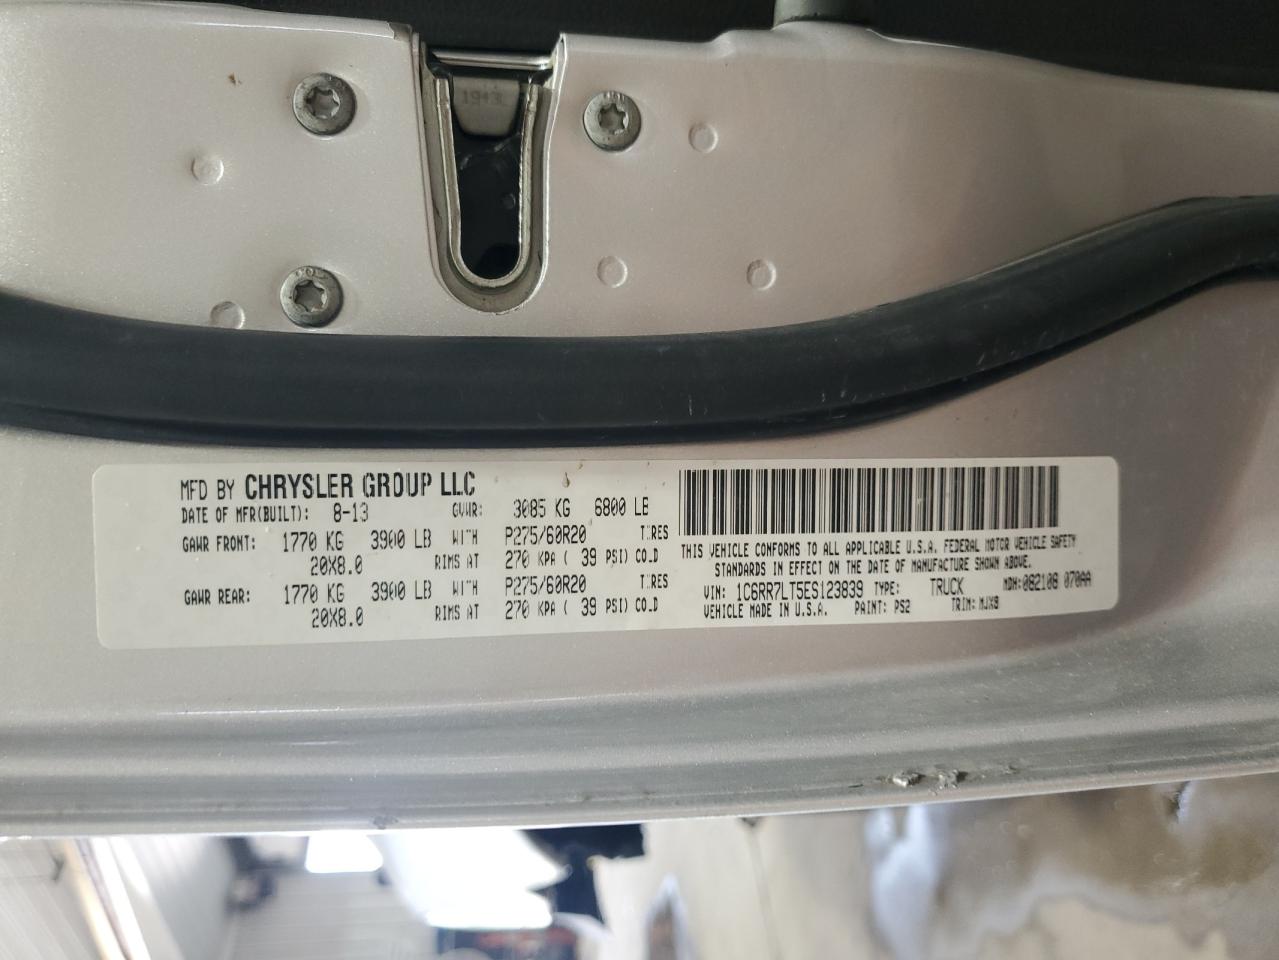 MFD BY CHRYSLER GROUP LLC
DATE OF MFR(BUILT): 8-13 GVWR: 3085 KG 6800 LB
GAWR FRONT: 1770 KG 3900 LB WITH P275/60R20 TIRES
20X8.0 RIMS AT 270 KPA ( 39 PSI) COLD
GAWR REAR: 1770 KG 3900 LB WITH P275/60R20 TIRES
20X8.0 RIMS AT 270 KPA ( 39 PSI) COLD
THIS VEHICLE CONFORMS TO ALL APPLICABLE U.S.A. FEDERAL MOTOR VEHICLE SAFETY
STANDARDS IN EFFECT ON THE DATE OF MANUFACTURE SHOWN ABOVE.
VIN: 1C6RR7LT5ES123839 TYPE: TRUCK MDH: 082108 070AA
VEHICLE MADE IN U.S.A. PAINT: PS2 TRIM: MJX9